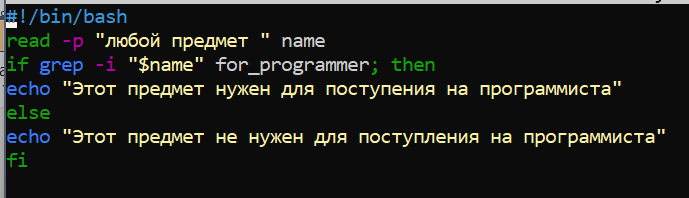 #!/bin/bash
read -p "любой предмет " name
if grep -i "$name" for_programmer; then
echo "Этот предмет нужен для поступения на программиста"
else
echo "Этот предмет не нужен для поступления на программиста"
fi